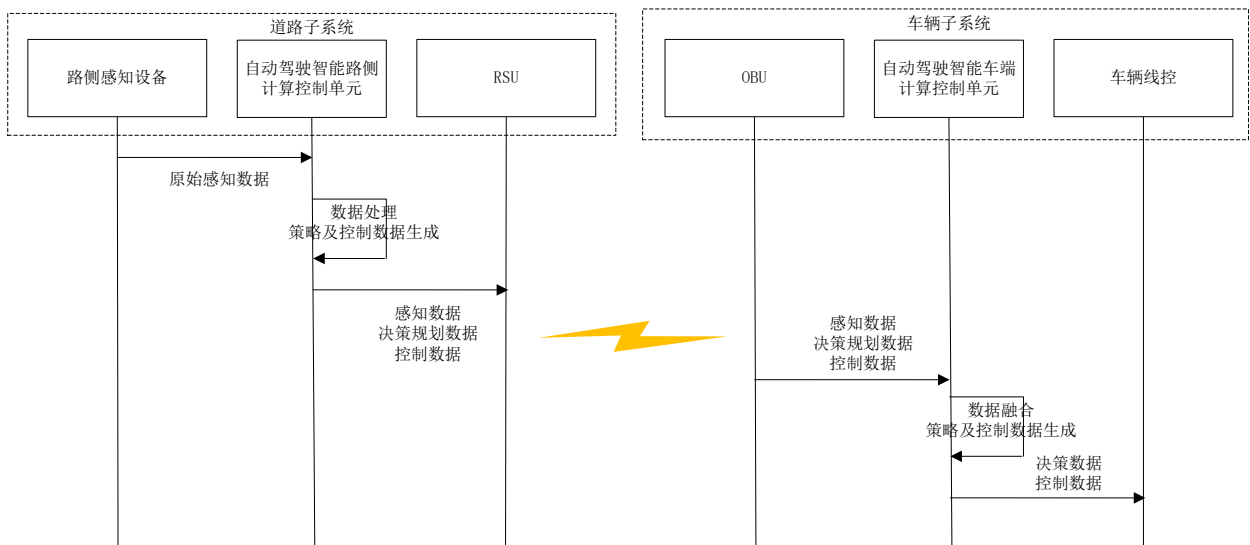 道路子系统
路侧感知设备
自动驾驶智能路侧
计算控制单元
RSU
原始感知数据
数据处理
策略及控制数据生成
感知数据
决策规划数据
控制数据
车辆子系统
OBU
自动驾驶智能车端
计算控制单元
车辆线控
感知数据
决策规划数据
控制数据
数据融合
策略及控制数据生成
决策数据
控制数据